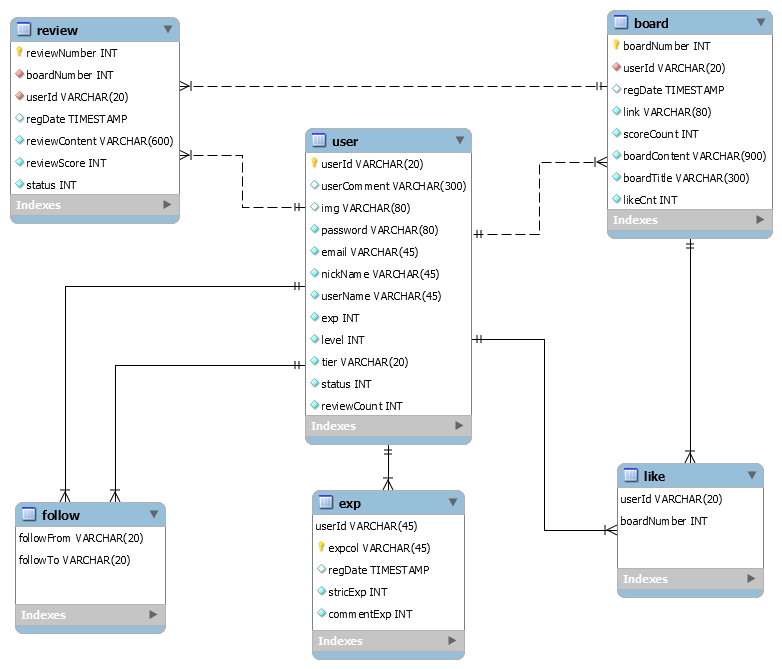 review
reviewNumber INT
boardNumber INT
userId VARCHAR(20)
regDate TIMESTAMP
reviewContent VARCHAR(600)
reviewScore INT
status INT
Indexes
board
boardNumber INT
userId VARCHAR(20)
regDate TIMESTAMP
link VARCHAR(80)
scoreCount INT
boardContent VARCHAR(900)
boardTitle VARCHAR(300)
likeCnt INT
Indexes
user
userId VARCHAR(20)
userComment VARCHAR(300)
img VARCHAR(80)
password VARCHAR(80)
email VARCHAR(45)
nickName VARCHAR(45)
userName VARCHAR(45)
exp INT
level INT
tier VARCHAR(20)
status INT
reviewCount INT
Indexes
follow
followFrom VARCHAR(20)
followTo VARCHAR(20)
Indexes
exp
userId VARCHAR(45)
expcol VARCHAR(45)
regDate TIMESTAMP
stricExp INT
commentExp INT
Indexes
like
userId VARCHAR(20)
boardNumber INT
Indexes